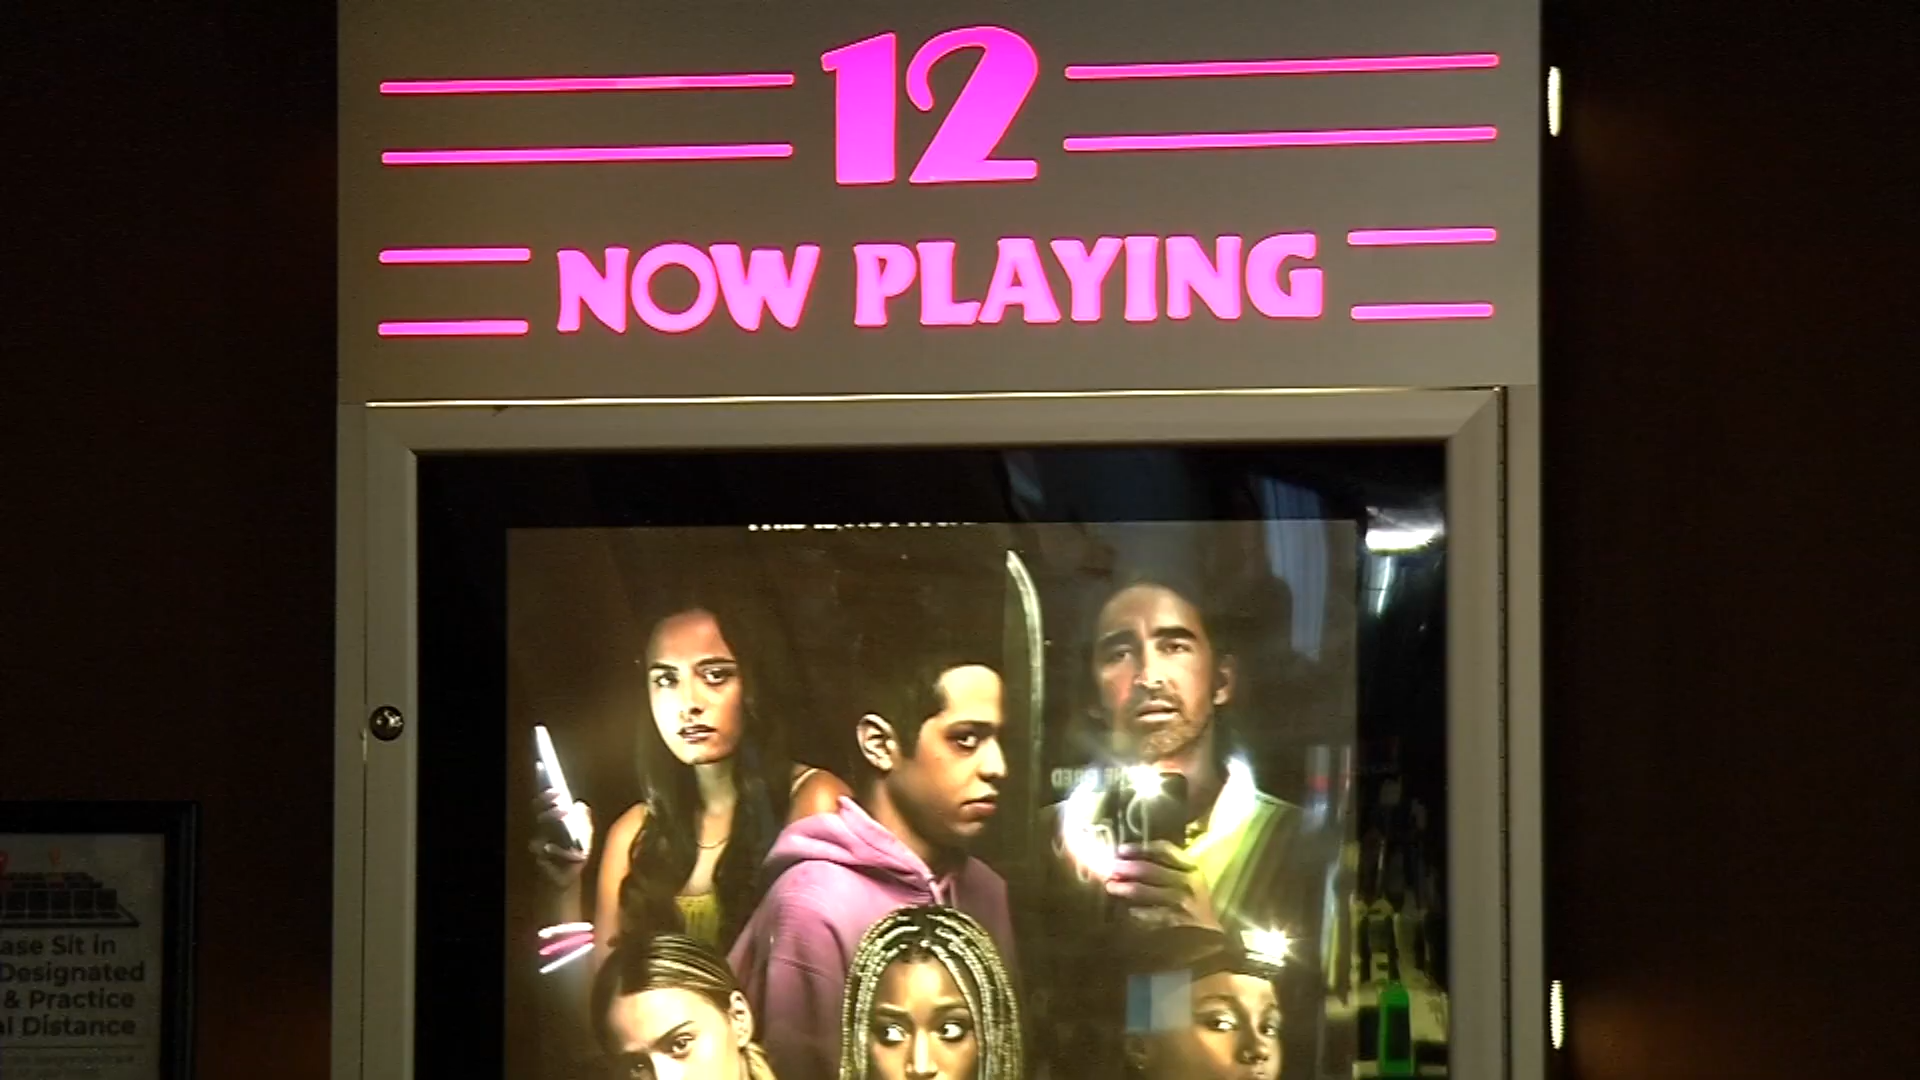 12
NOW PLAYING
ase Sit in
Designated
& Practice
al Distance